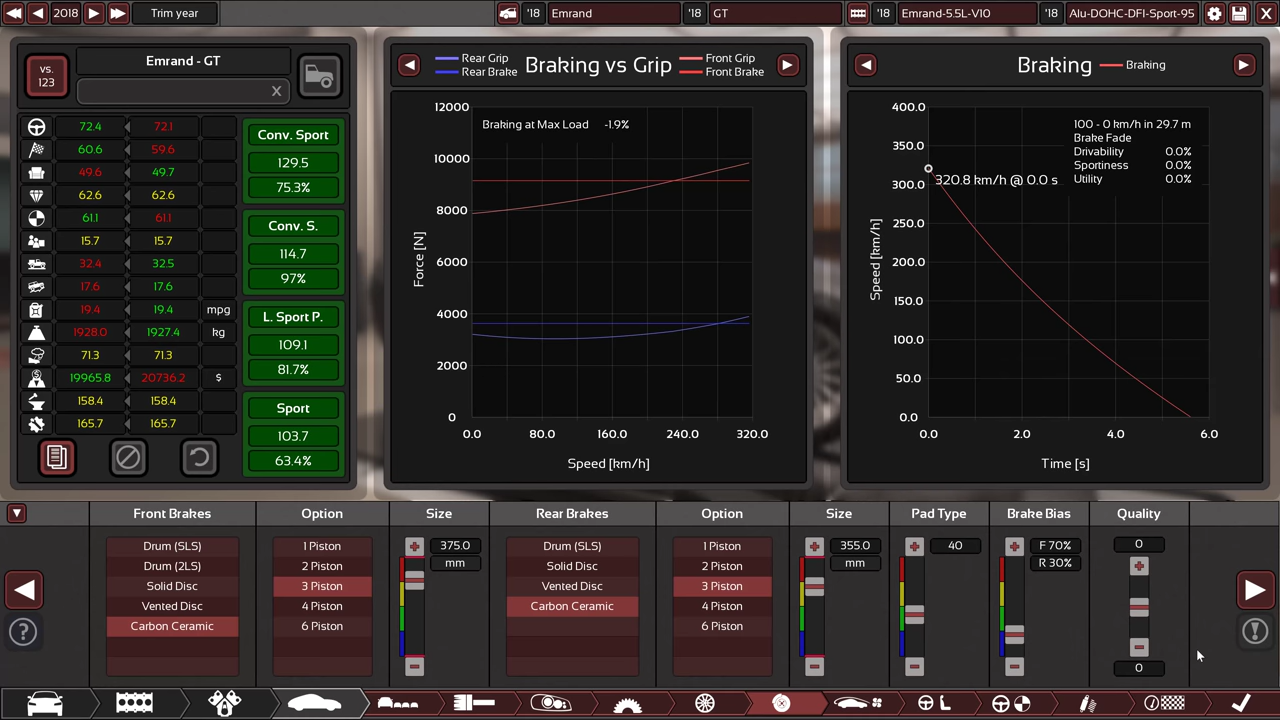 2018
Trim year
'18
Emrand
'18
GT
'18
Emrand-5.5L-V10
'18
Alu-DOHC-DFI-Sport-95
vs.
123
Emrand - GT
X
72.4
72.1
60.6
59.6
49.6
49.7
62.6
62.6
61.1
61.1
15.7
15.7
32.4
32.5
17.6
17.6
19.4
19.4
mpg
1928.0
1927.4
kg
71.3
71.3
19965.8
20736.2
$
158.4
158.4
165.7
165.7
Conv. Sport
129.5
75.3%
Conv. S.
114.7
97%
L. Sport P.
109.1
81.7%
Sport
103.7
63.4%
Rear Grip
Rear Brake
Braking vs Grip
Front Grip
Front Brake
Braking at Max Load -1.9%
12000
10000
8000
6000
4000
2000
0
Force [N]
0.0 80.0 160.0 240.0 320.0
Speed [km/h]
Braking
Braking
100 - 0 km/h in 29.7 m
Brake Fade
Drivability 0.0%
Sportiness 0.0%
Utility 0.0%
320.8 km/h @ 0.0 s
400.0
350.0
300.0
250.0
200.0
150.0
100.0
50.0
0.0
Speed [km/h]
0.0 2.0 4.0 6.0
Time [s]
Front Brakes
Drum (SLS)
Drum (2LS)
Solid Disc
Vented Disc
Carbon Ceramic
Option
1 Piston
2 Piston
3 Piston
4 Piston
6 Piston
Size
375.0
mm
Rear Brakes
Drum (SLS)
Solid Disc
Vented Disc
Carbon Ceramic
Option
1 Piston
2 Piston
3 Piston
4 Piston
6 Piston
Size
355.0
mm
Pad Type
40
Brake Bias
F 70%
R 30%
Quality
0
0